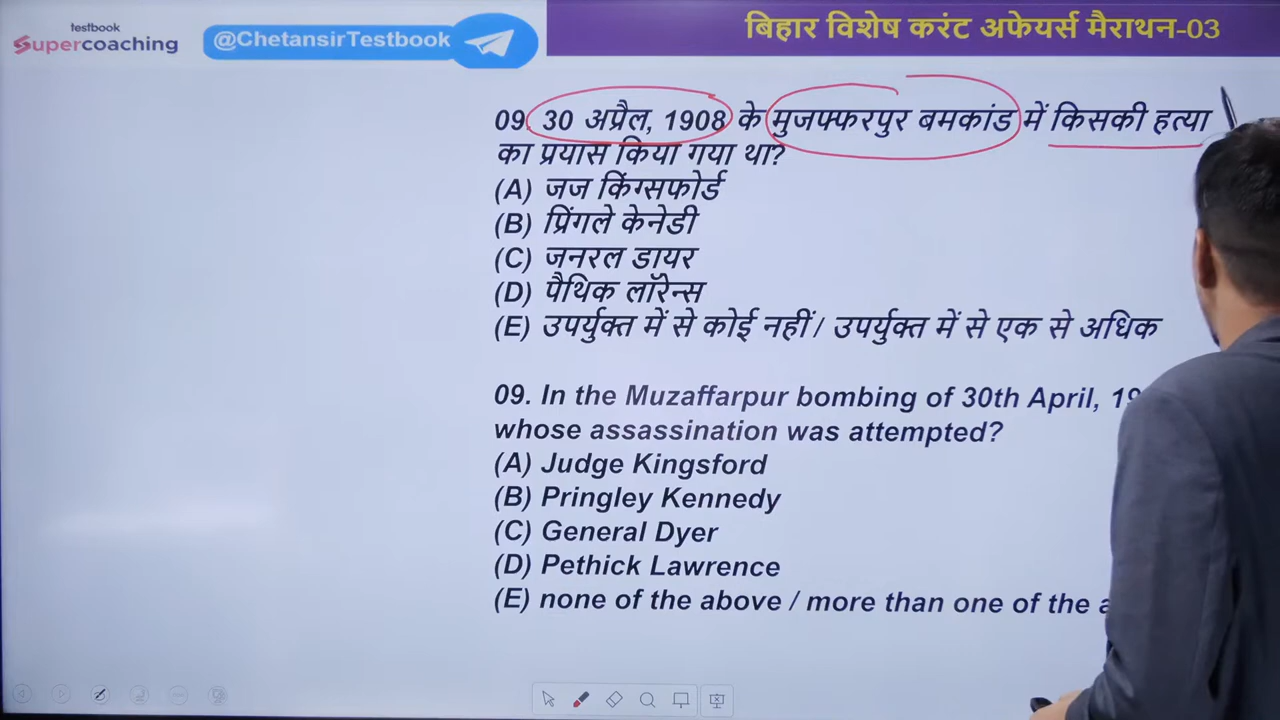 testbook
Supercoaching
@ChetansirTestbook
बिहार विशेष करंट अफेयर्स मैराथन-03
09. 30 अप्रैल, 1908 के मुजफ्फरपुर बमकांड में किसकी हत्या
का प्रयास किया गया था?
(A) जज किंग्सफोर्ड
(B) प्रिंगले केनेडी
(C) जनरल डायर
(D) पैथिक लॉरेन्स
(E) उपर्युक्त में से कोई नहीं/ उपर्युक्त में से एक से अधिक
09. In the Muzaffarpur bombing of 30th April,
whose assassination was attempted?
(A) Judge Kingsford
(B) Pringley Kennedy
(C) General Dyer
(D) Pethick Lawrence
(E) none of the above / more than one of the